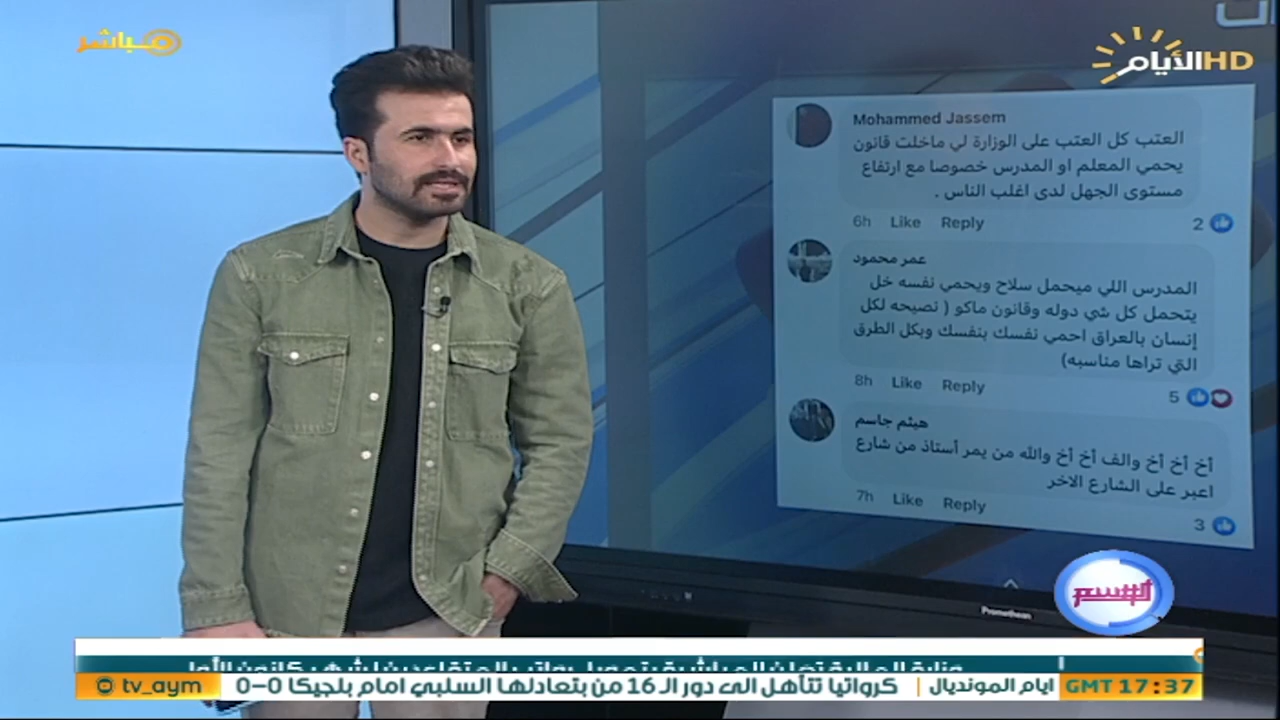 مباشر
الأيام HD
Mohammed Jassem
العتب كل العتب على الوزارة لي ماخلت قانون
يحمي المعلم او المدرس خصوصا مع ارتفاع
مستوى الجهل لدى اغلب الناس .
6h Like Reply 2
عمر محمود
المدرس اللي ميحمل سلاح ويحمي نفسه خل
يتحمل كل شي دوله وقانون ماكو ( نصيحه لكل
إنسان بالعراق احمي نفسك بنفسك وبكل الطرق
التي تراها مناسبه)
8h Like Reply 5
هيثم جاسم
أخ أخ أخ والف أخ أخ والله من يمر أستاذ من شارع
اعبر على الشارع الاخر
7h Like Reply 3
Promethean
tv_aym
كرواتيا تتأهل الى دور الـ 16 من بتعادلها السلبي امام بلجيكا 0-0
ايام المونديال
GMT 17:37